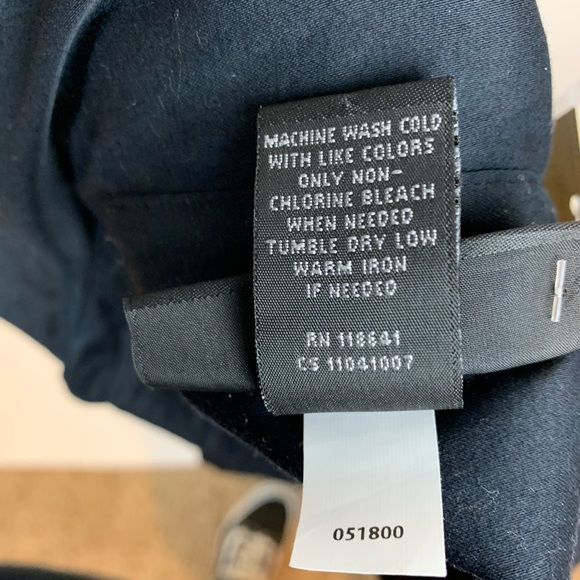 MACHINE WASH COLD
WITH LIKE COLORS
ONLY NON-
CHLORINE BLEACH
WHEN NEEDED
TUMBLE DRY LOW
WARM IRON
IF NEEDED
RN 118641
CS 11041007
051800